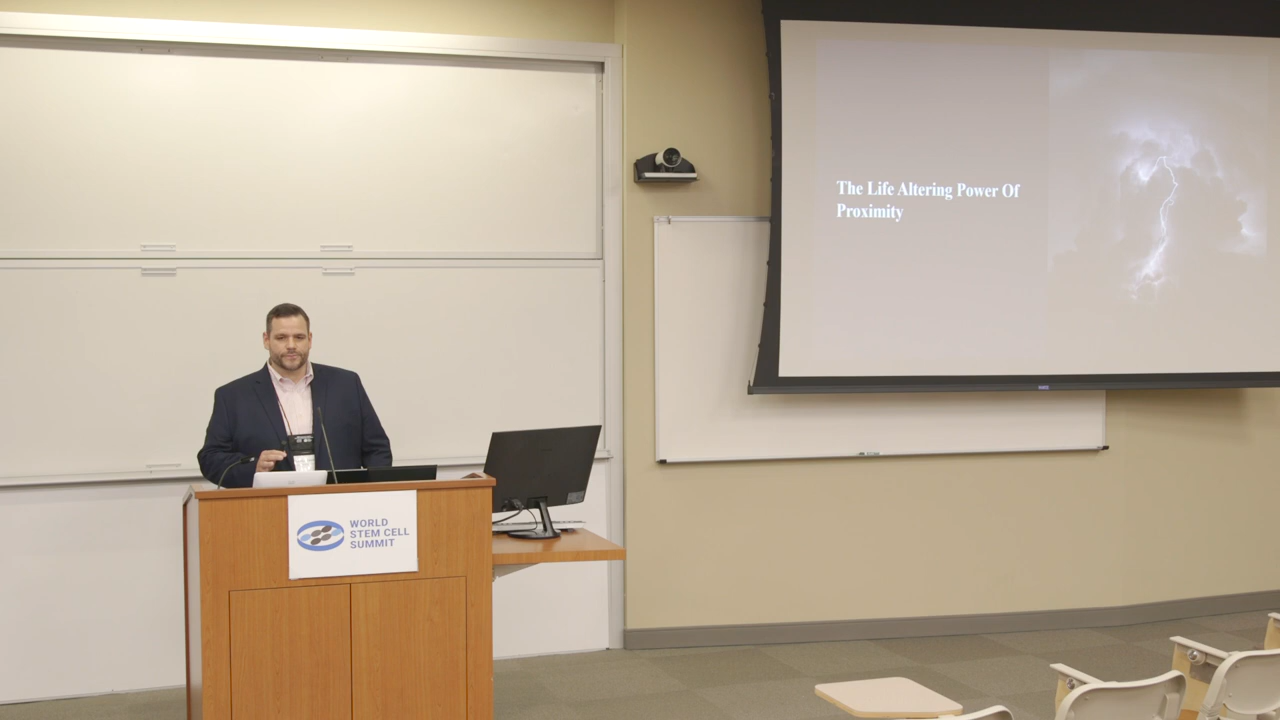 The Life Altering Power Of
Proximity
WORLD
STEM CELL
SUMMIT